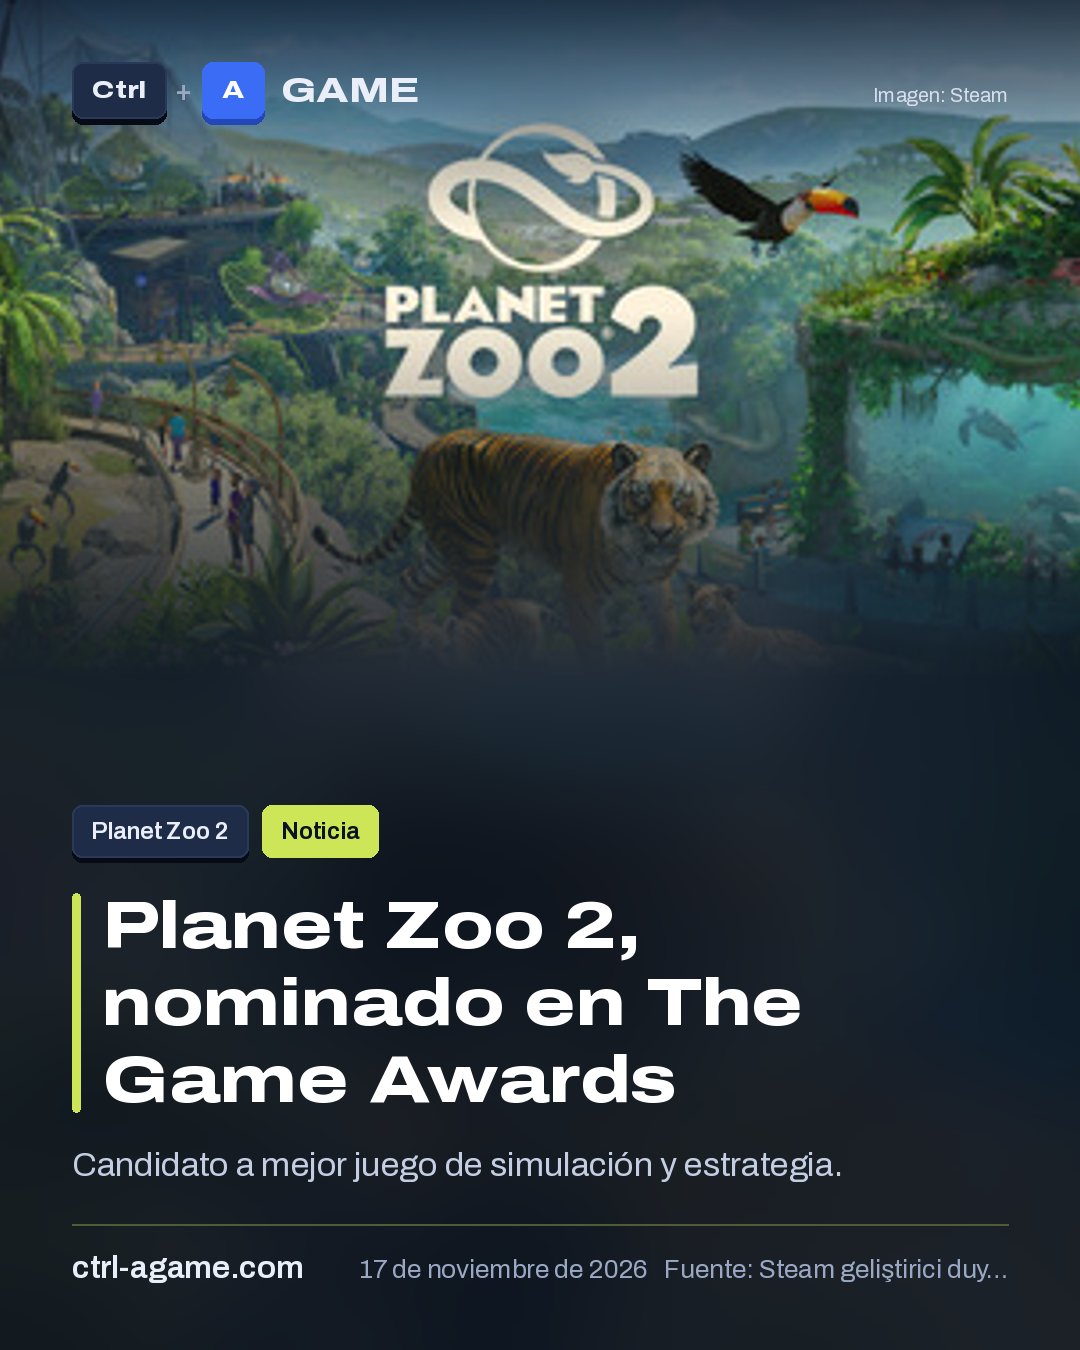 Ctrl + A GAME
Imagen: Steam
PLANET
ZOO 2
Planet Zoo 2
Noticia
Planet Zoo 2,
nominado en The
Game Awards
Candidato a mejor juego de simulación y estrategia.
ctrl-agame.com
17 de noviembre de 2026 Fuente: Steam geliştirici duy...